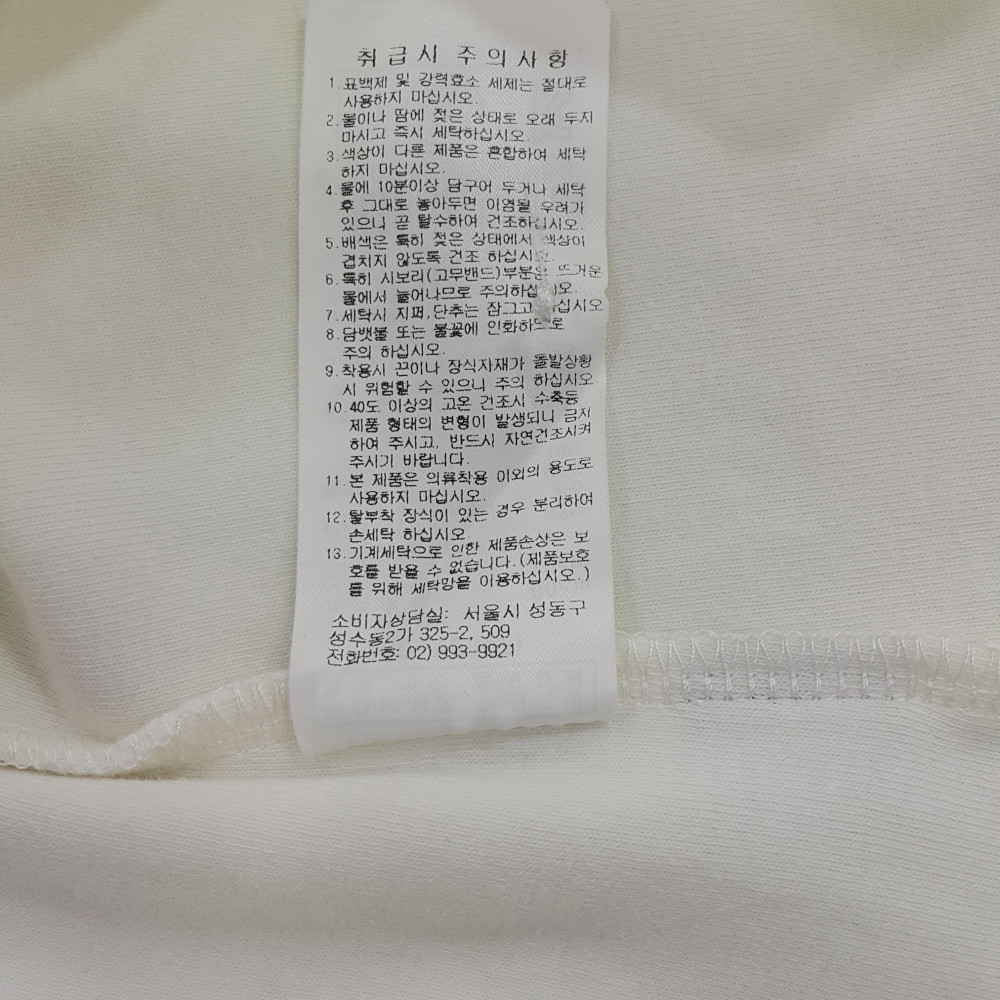 취급시 주의사항
1.표백제 및 강력효소 세제는 절대로
사용하지 마십시오.
2.물이나 땀에 젖은 상태로 오래 두지
마시고 즉시 세탁하십시오.
3.색상이 다른 제품은 혼합하여 세탁
하지 마십시오.
4.물에 10분이상 담구어 두거나 세탁
후 그대로 놓아두면 이염될 우려가
있으니 곧 탈수하여 건조하십시오.
5.배색은 특히 젖은 상태에서 색상이
겹치지 않도록 건조 하십시오.
6.특히 시보리(고무밴드)부분은 뜨거운
물에서 늘어나므로 주의하십시오.
7.세탁시 지퍼,단추는 잠그고 하십시오
8.담뱃불 또는 불꽃에 인화하므로
주의 하십시오.
9.착용시 끈이나 장식자재가 돌발상황
시 위험할 수 있으니 주의 하십시오.
10.40도 이상의 고온 건조시 수축등
제품 형태의 변형이 발생되니 금지
하여 주시고, 반드시 자연건조시켜
주시기 바랍니다.
11.본 제품은 의류착용 이외의 용도로
사용하지 마십시오.
12.탈부착 장식이 있는 경우 분리하여
손세탁 하십시오
13.기계세탁으로 인한 제품손상은 보
호를 받을 수 없습니다.(제품보호
를 위해 세탁망을 이용하십시오.)
소비자상담실: 서울시 성동구
성수동2가 325-2, 509
전화번호: 02) 993-9921